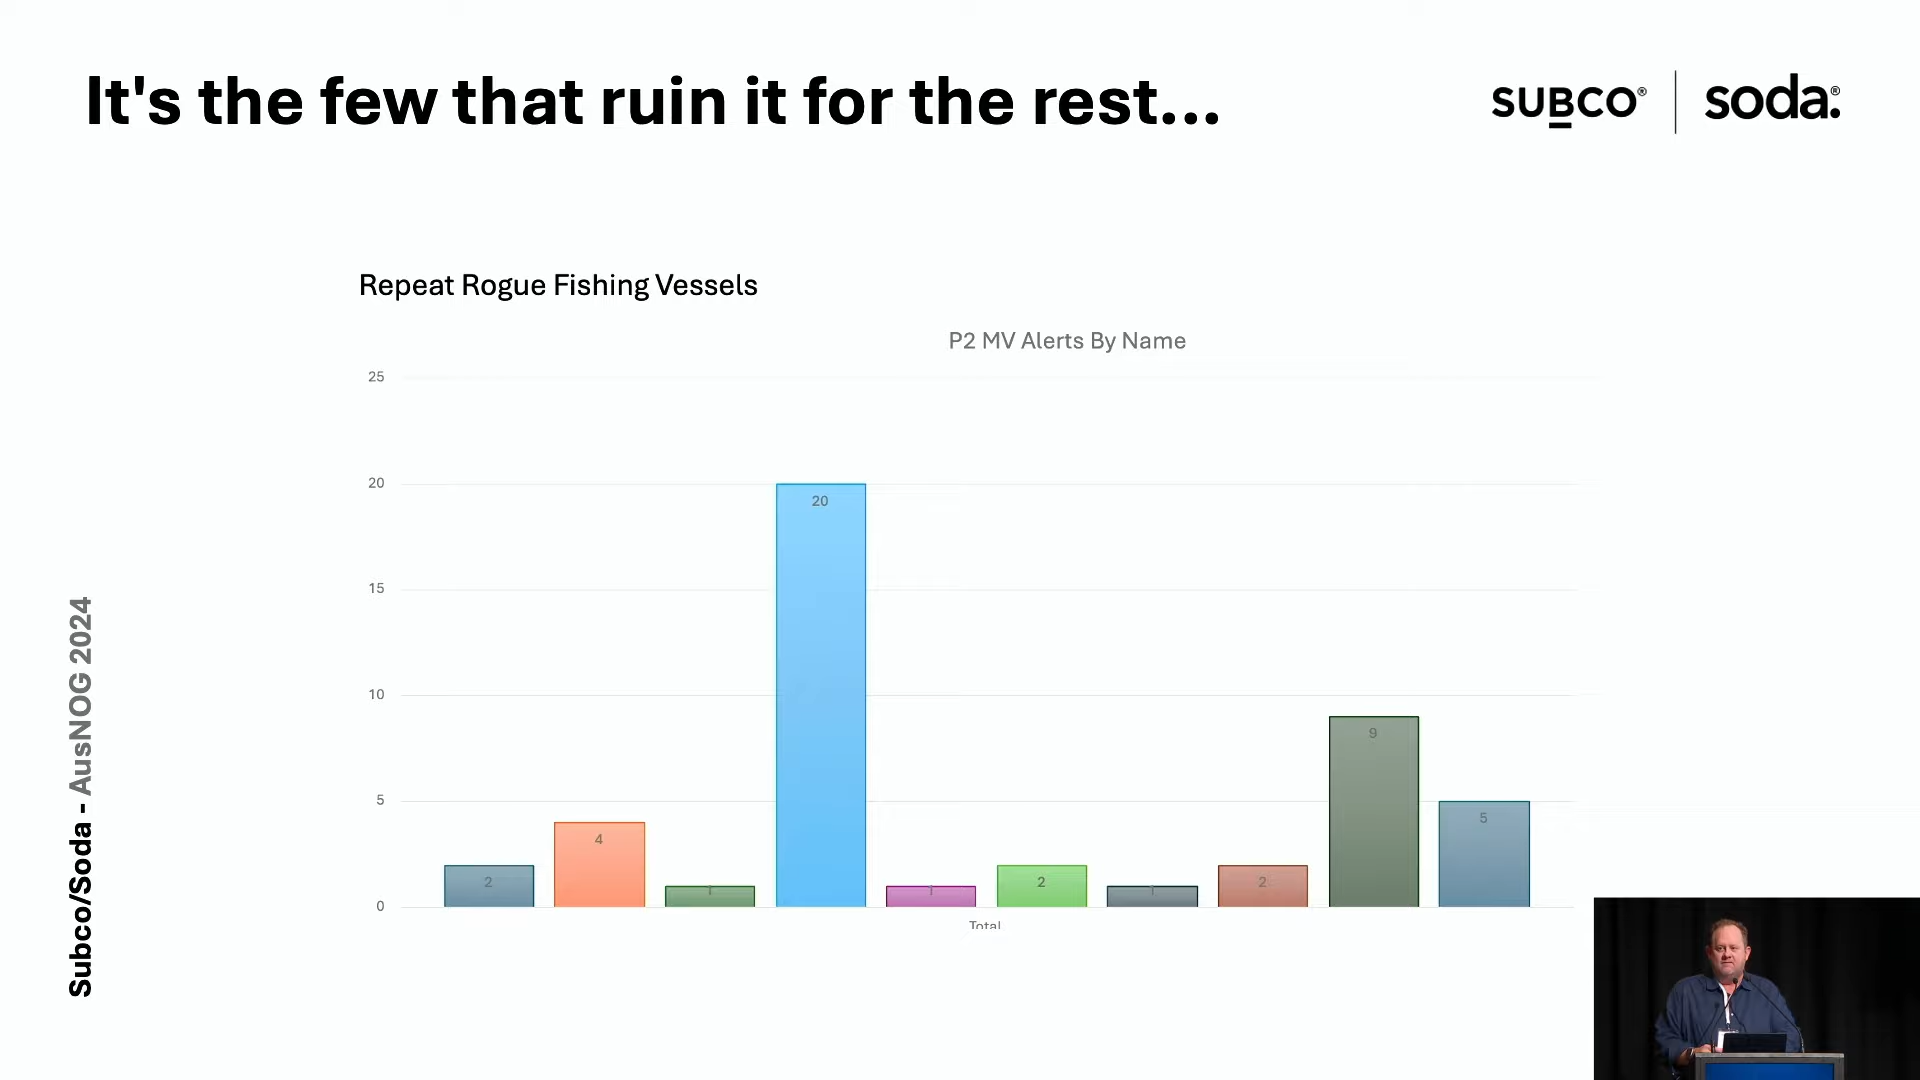 It's the few that ruin it for the rest...
SUBCO® | soda:®
Repeat Rogue Fishing Vessels
P2 MV Alerts By Name
25
20
15
10
5
0
2
4
1
20
1
2
1
2
9
5
Total
Subco/Soda - AusNOG 2024